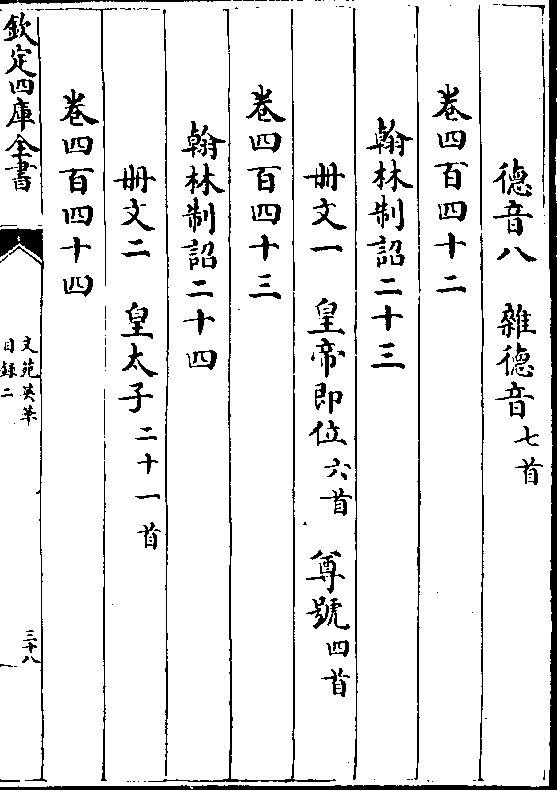 德音八　雜德音七首
卷四百四十二
翰林制詔二十三
冊文一　皇帝即位六首　尊號四首
卷四百四十三
翰林制詔二十四
冊文二　皇太子二十一首
卷四百四十四
欽定四庫全書
文苑英華
目録二
三十八